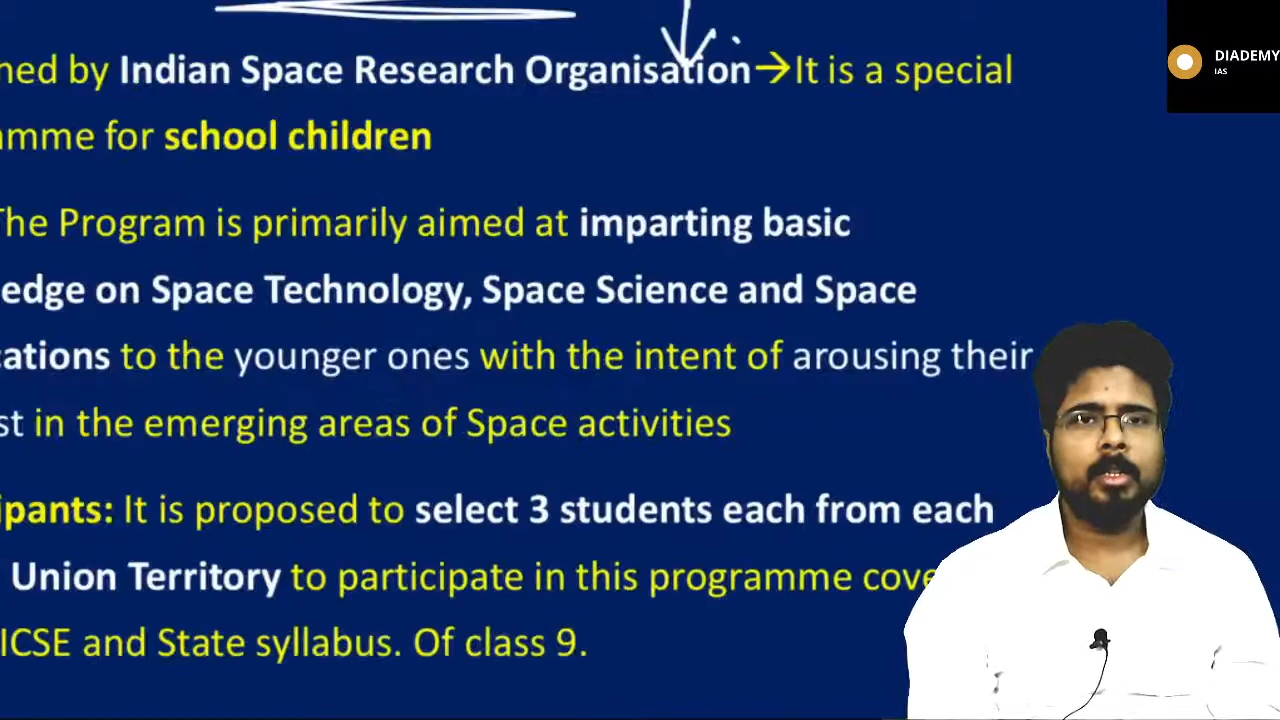 ned by Indian Space Research Organisation→It is a special
DIADEMY
IAS
amme for school children
The Program is primarily aimed at imparting basic
edge on Space Technology, Space Science and Space
cations to the younger ones with the intent of arousing their
st in the emerging areas of Space activities
ipants: It is proposed to select 3 students each from each
Union Territory to participate in this programme cove
ICSE and State syllabus. Of class 9.